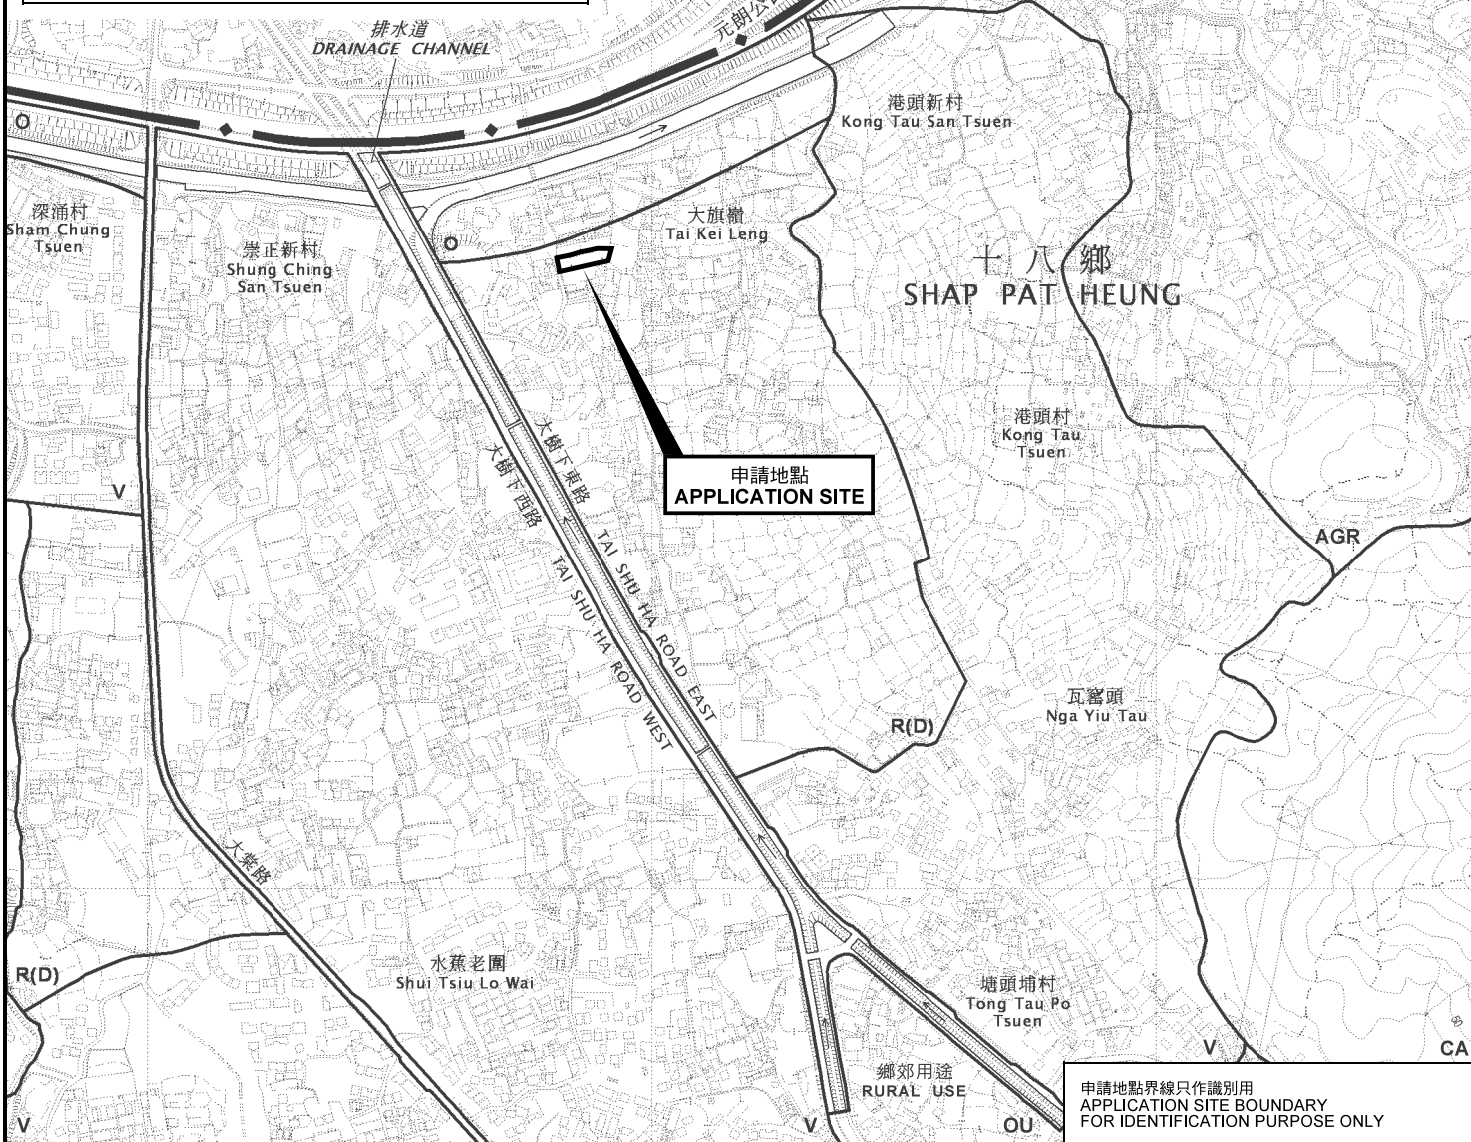 排水道
DRAINAGE CHANNEL
元朗公路
O
港頭新村
Kong Tau San Tsuen
深涌村
Sham Chung
Tsuen
崇正新村
Shung Ching
San Tsuen
O
大旗嶺
Tai Kei Leng
十八鄉
SHAP PAT HEUNG
港頭村
Kong Tau
Tsuen
申請地點
APPLICATION SITE
V
大樹下東路
TAI SHU HA ROAD EAST
大樹下西路
TAI SHU HA ROAD WEST
AGR
瓦窰頭
Nga Yiu Tau
R(D)
大棠路
R(D)
水蕉老圍
Shui Tsiu Lo Wai
塘頭埔村
Tong Tau Po
Tsuen
50
V
CA
鄉郊用途
RURAL USE
V
V
OU
申請地點界線只作識別用
APPLICATION SITE BOUNDARY
FOR IDENTIFICATION PURPOSE ONLY